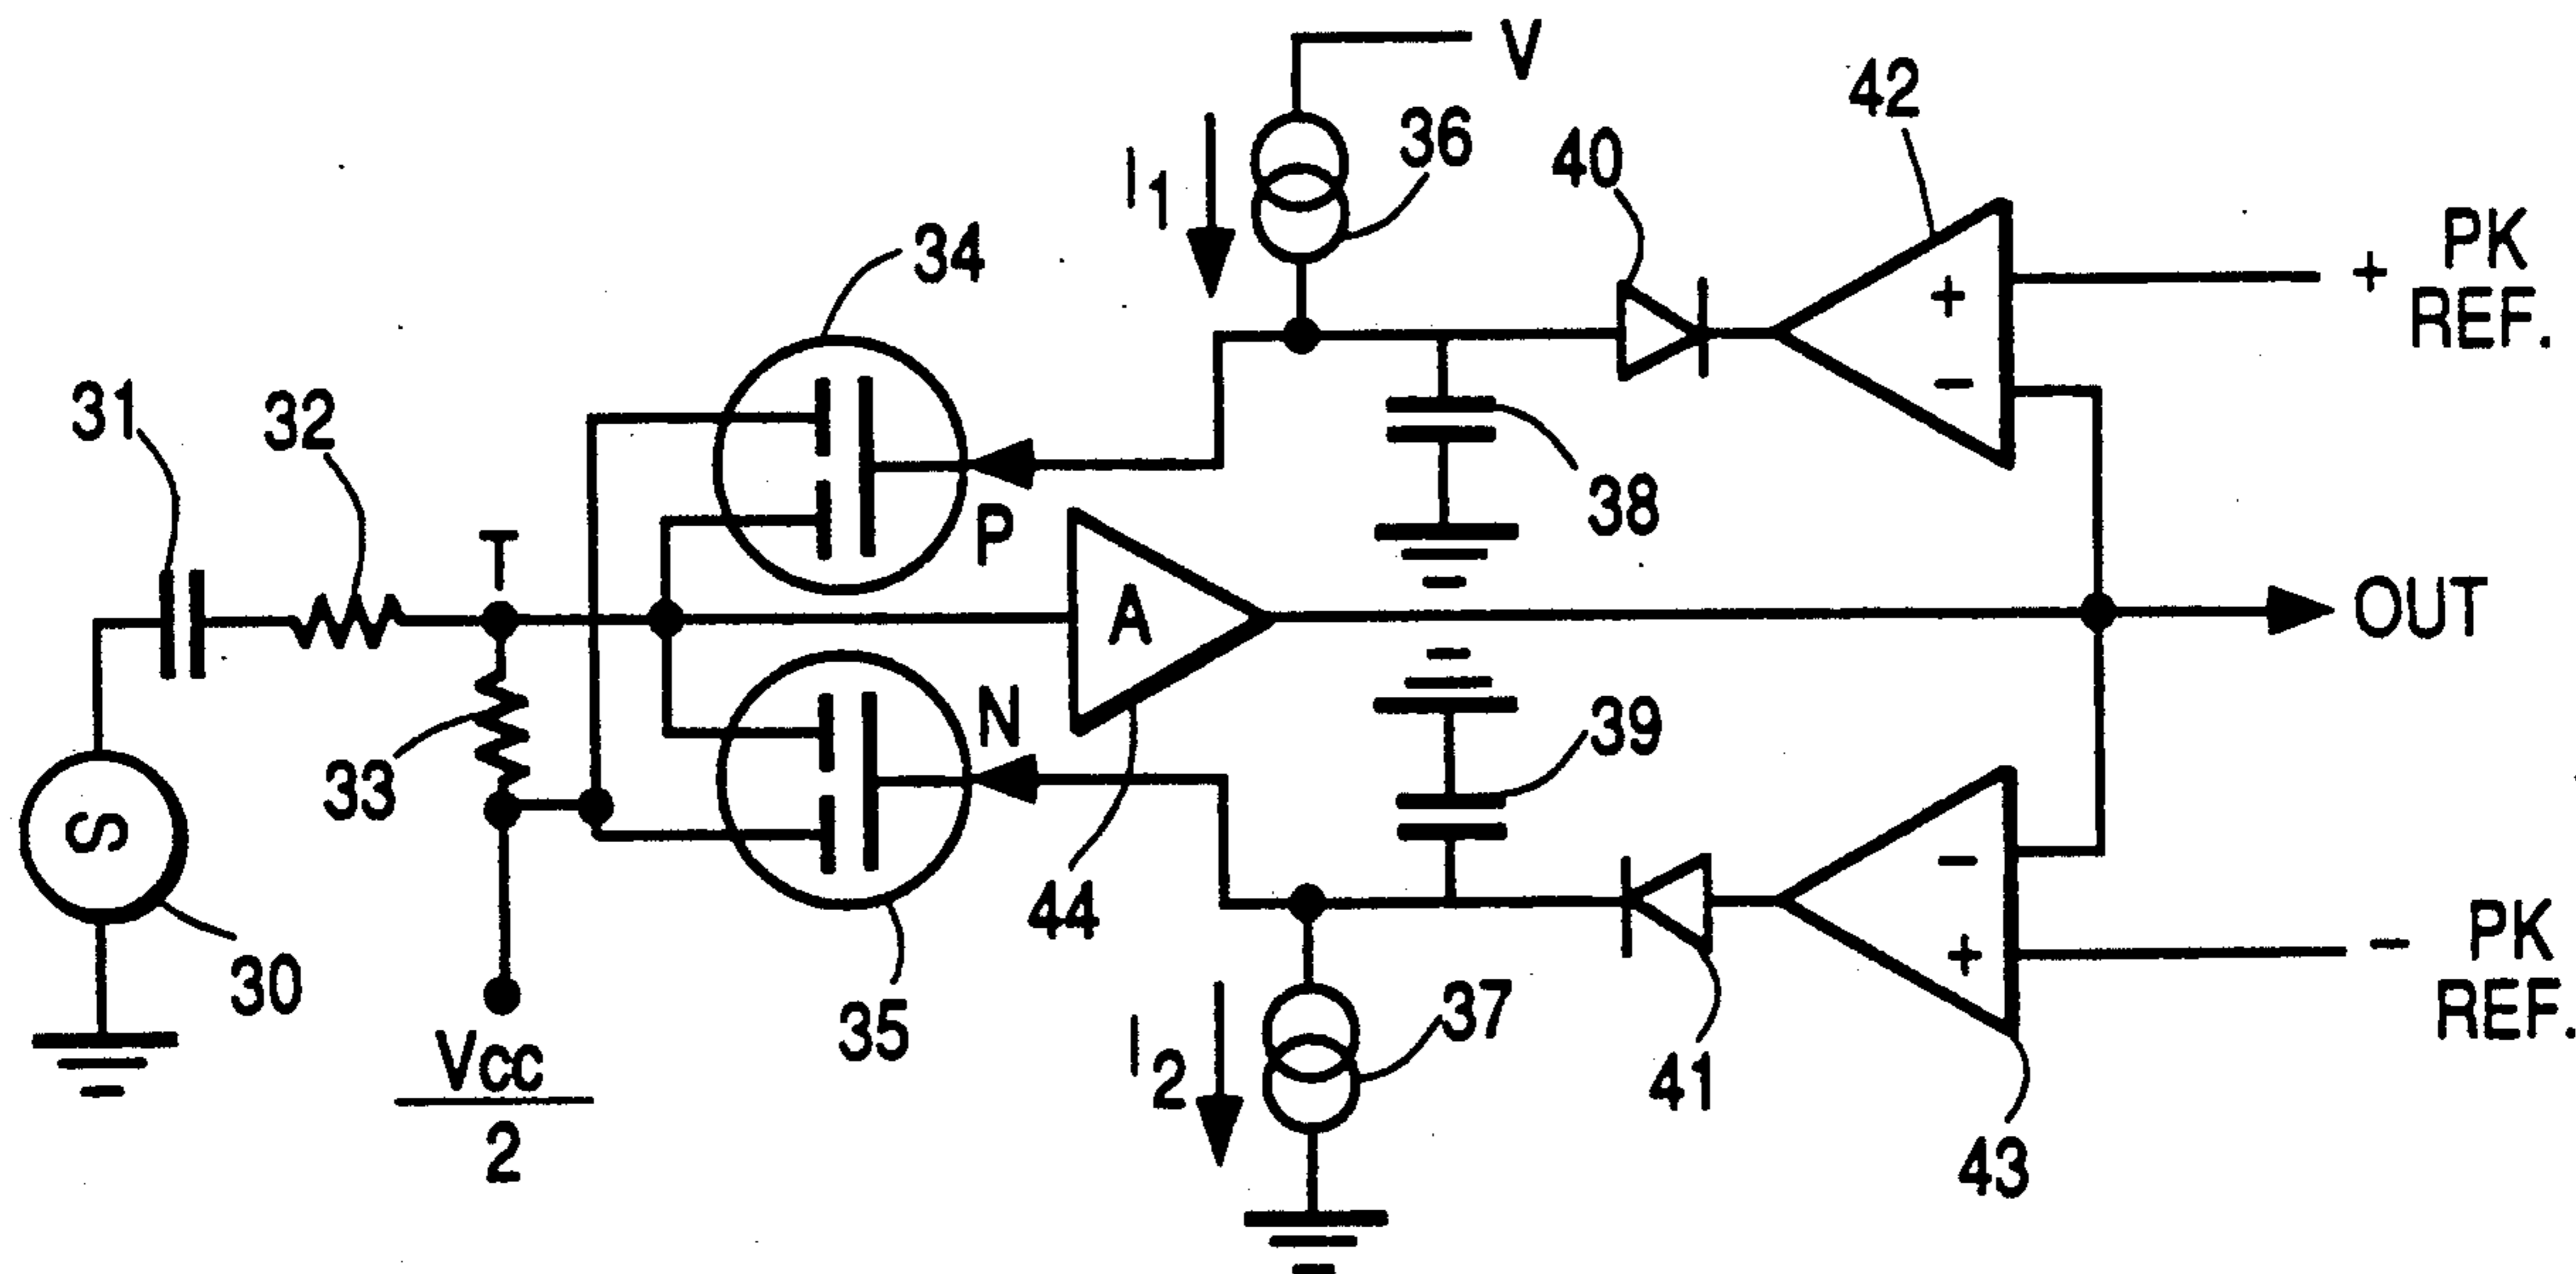 V
42
36
40
I1
+ PK
REF.
34
+
31
32
−
38
P
T
A
OUT
N
39
33
S
−
44
− PK
+
REF.
30
35
I2
37
41
Vcc
2
43